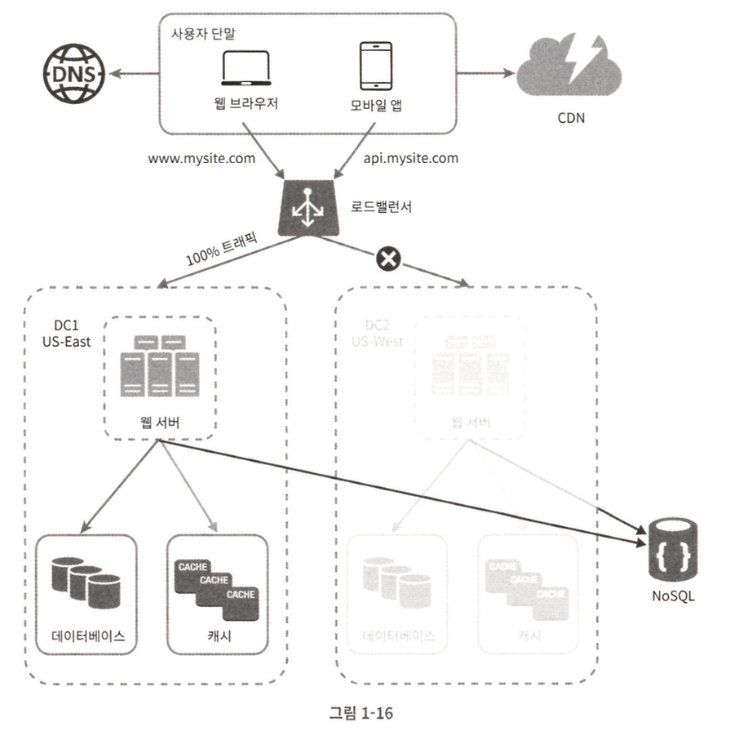 사용자 단말
DNS
웹 브라우저
모바일 앱
CDN
www.mysite.com
api.mysite.com
로드밸런서
100% 트래픽
DC1
US-East
DC2
US-West
웹 서버
웹 서버
CACHE
CACHE
CACHE
CACHE
CACHE
CACHE
{ }
NoSQL
데이터베이스
캐시
데이터베이스
캐시
그림 1-16